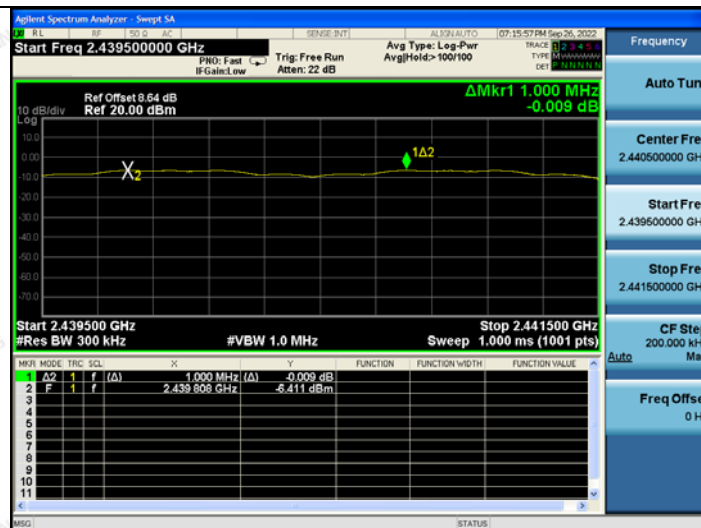 Agilent Spectrum Analyzer - Swept SA
RL RF 50 Ω AC SENSE:INT ALIGN AUTO 07:15:57 PM Sep 26, 2022
Start Freq 2.439500000 GHz
PNO: Fast
IFGain:Low
Trig: Free Run
Atten: 22 dB
Avg Type: Log-Pwr
Avg|Hold:>100/100
TRACE 1 2 3 4 5 6
TYPE M
DET P N N N N N
Ref Offset 8.64 dB
Ref 20.00 dBm
10 dB/div
Log
ΔMkr1 1.000 MHz
-0.009 dB
10.0
0.00
-10.0
-20.0
-30.0
-40.0
-50.0
-60.0
-70.0
X2
1Δ2
Start 2.439500 GHz
Stop 2.441500 GHz
#Res BW 300 kHz #VBW 1.0 MHz Sweep 1.000 ms (1001 pts)
MKR MODE TRC SCL X Y FUNCTION FUNCTION WIDTH FUNCTION VALUE
1 Δ2 1 f (Δ) 1.000 MHz (Δ) -0.009 dB
2 F 1 f 2.439 808 GHz -6.411 dBm
3
4
5
6
7
8
9
10
11
MSG STATUS
Frequency
Auto Tun
Center Fre
2.440500000 GH
Start Fre
2.439500000 GH
Stop Fre
2.441500000 GH
CF Ste
200.000 kH
Auto Ma
Freq Offse
0 H